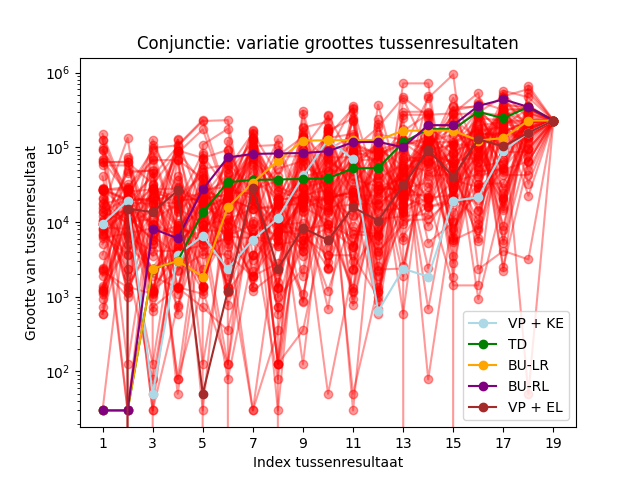 Conjunctie: variatie groottes tussenresultaten
Grootte van tussenresultaat
10^6
10^5
10^4
10^3
10^2
1 3 5 7 9 11 13 15 17 19
Index tussenresultaat
VP + KE
TD
BU-LR
BU-RL
VP + EL